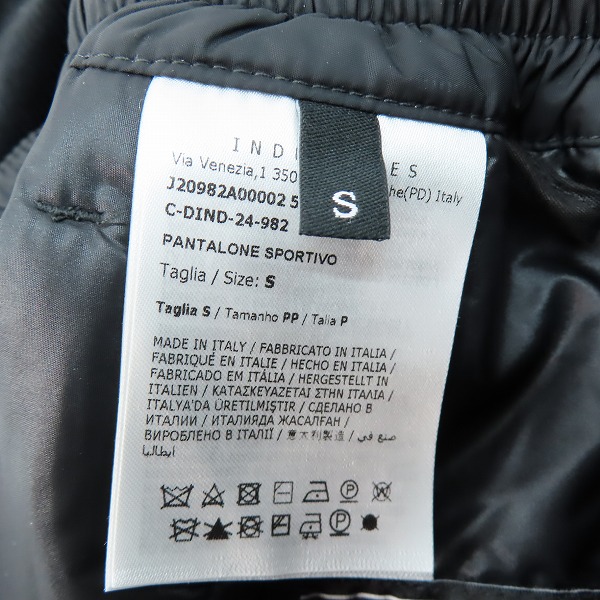 S
Via Venezia,1 350
he(PD) Italy
J20982A00002 5
C-DIND-24-982
PANTALONE SPORTIVO
Taglia / Size: S
Taglia S / Tamanho PP / Talia P
MADE IN ITALY / FABBRICATO IN ITALIA /
FABRIQUÉ EN ITALIE / HECHO EN ITALIA /
FABRICADO EM ITÁLIA / HERGESTELLT IN
ITALIEN / ΚΑΤΑΣΚΕΥΑΖΕΤΑΙ ΣΤΗΝ ΙΤΑΛΙΑ /
ITALYA'DA ÜRETILMIŞTIR / СДЕЛАНО В
ИТАЛИИ / ИТАЛИЯДА ЖАСАЛҒАН /
ВИРОБЛЕНО В ІТАЛІЇ / 意大利製造 / صنع في
ايطاليا